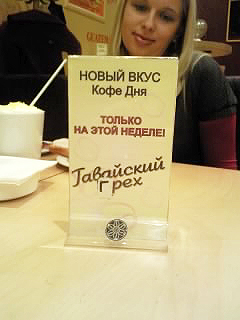 НОВЫЙ ВКУС
Кофе Дня
ТОЛЬКО
НА ЭТОЙ НЕДЕЛЕ!
Гавайский
Грех